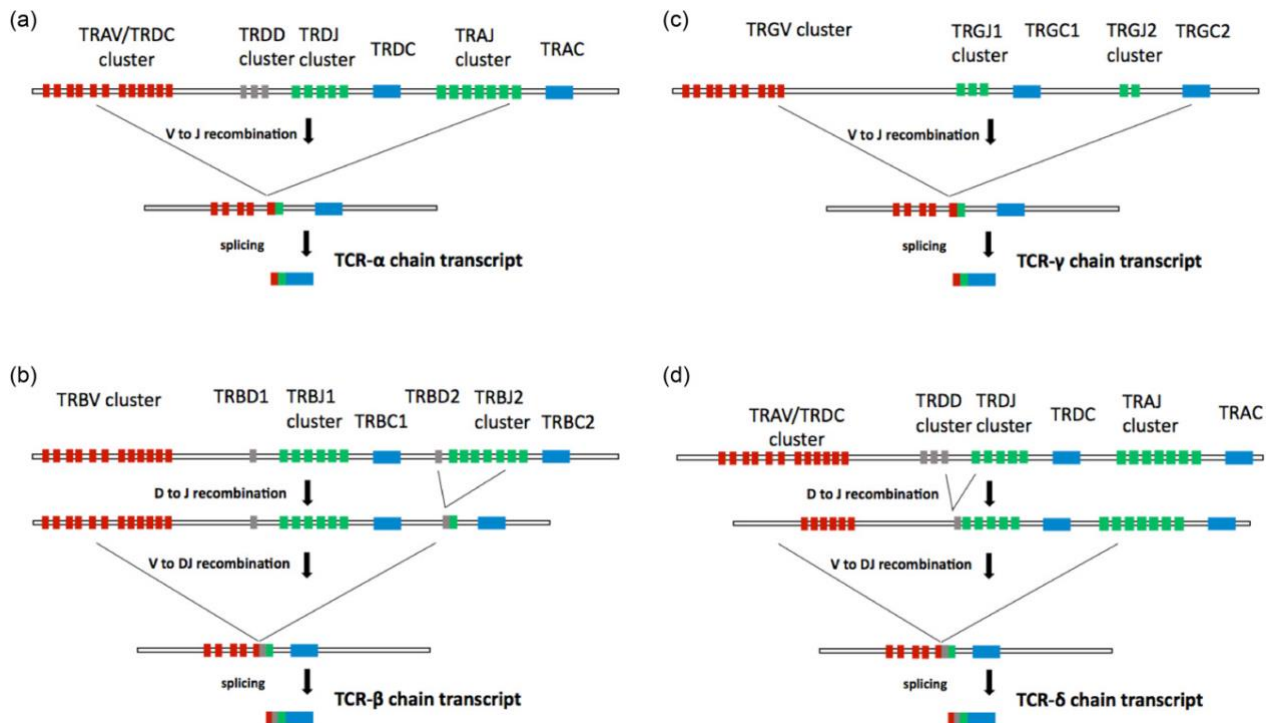 (a)
TRAV/TRDC
cluster
TRDD
cluster
TRDJ
cluster
TRDC
TRAJ
cluster
TRAC
V to J recombination
splicing
TCR-α chain transcript
(c)
TRGV cluster
TRGJ1
cluster
TRGC1
TRGJ2
cluster
TRGC2
V to J recombination
splicing
TCR-γ chain transcript
(b)
TRBV cluster
TRBD1
TRBJ1
cluster
TRBC1
TRBD2
TRBJ2
cluster
TRBC2
D to J recombination
V to DJ recombination
splicing
TCR-β chain transcript
(d)
TRAV/TRDC
cluster
TRDD
cluster
TRDJ
cluster
TRDC
TRAJ
cluster
TRAC
D to J recombination
V to DJ recombination
splicing
TCR-δ chain transcript